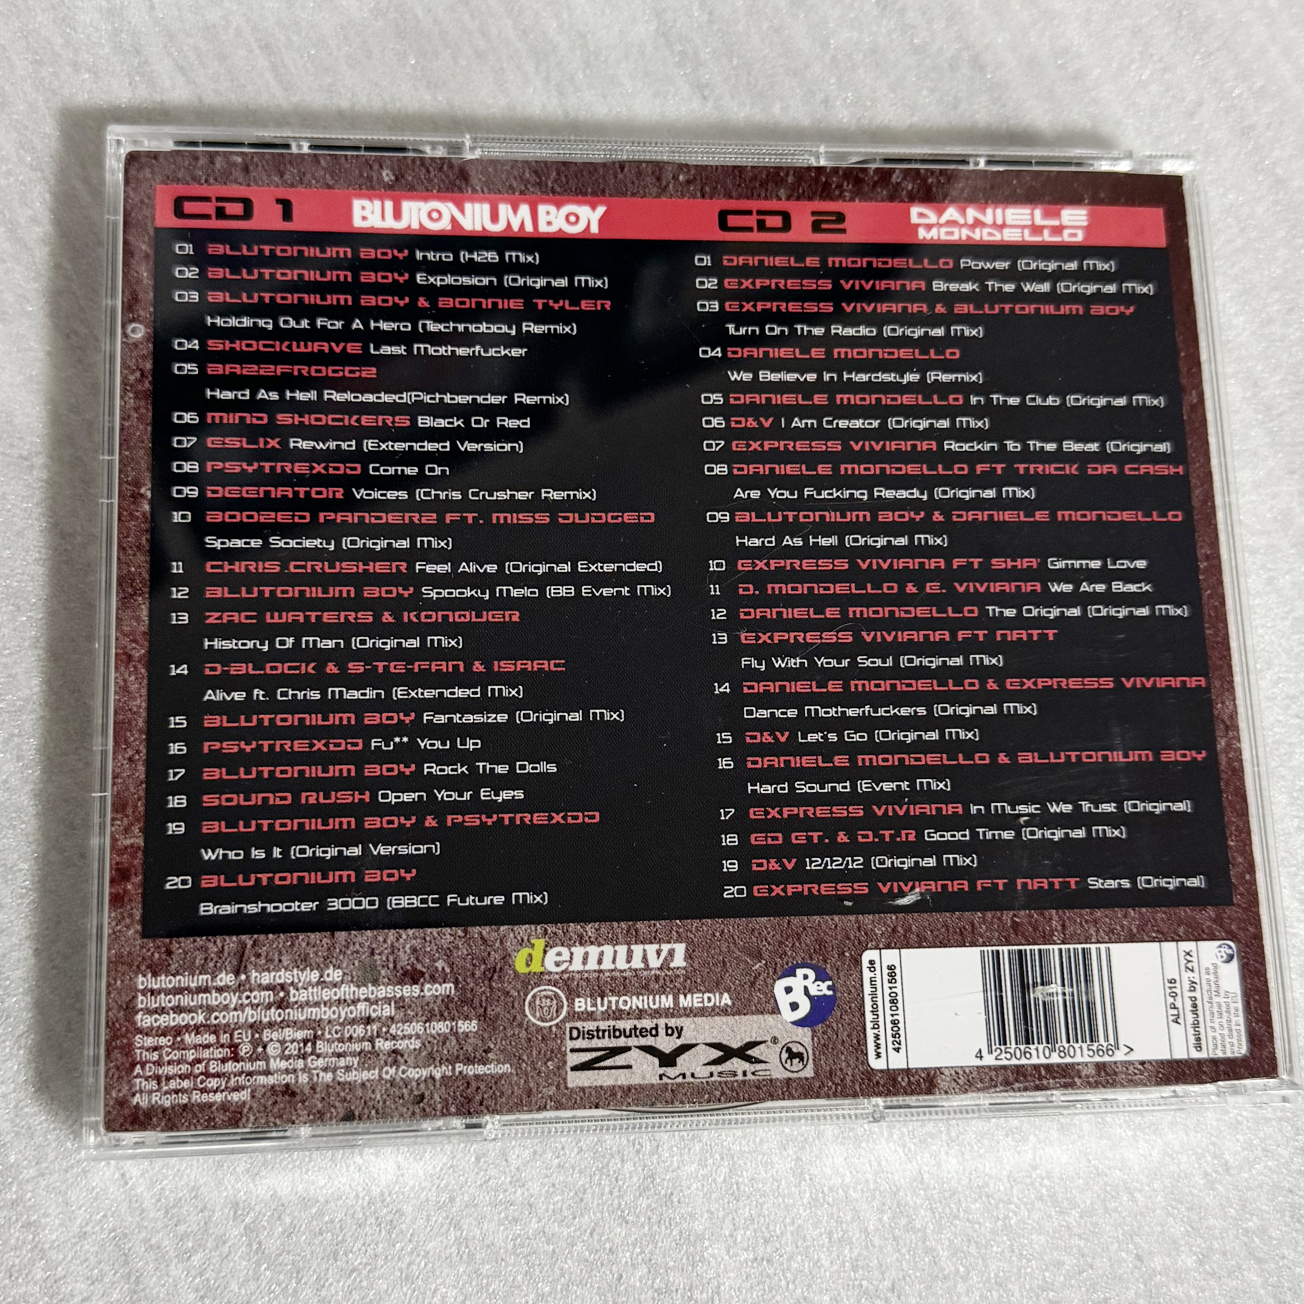 CD 1 BLUTONIUM BOY
01 BLUTONIUM BOY Intro (H26 Mix)
02 BLUTONIUM BOY Explosion (Original Mix)
03 BLUTONIUM BOY & BONNIE TYLER
Holding Out For A Hero (Technoboy Remix)
04 SHOCKWAVE Last Motherfucker
05 BAZZFROGGZ
Hard As Hell Reloaded(Pichbender Remix)
06 MIND SHOCKERS Black Or Red
07 ESLIX Rewind (Extended Version)
08 PSYTREXDJ Come On
09 DEENATOR Voices (Chris Crusher Remix)
10 BOOZED PANDERZ FT. MISS JUDGED
Space Society (Original Mix)
11 CHRIS.CRUSHER Feel Alive (Original Extended)
12 BLUTONIUM BOY Spooky Melo (BB Event Mix)
13 ZAC WATERS & KONQUER
History Of Man (Original Mix)
14 D-BLOCK & S-TE-FAN & ISAAC
Alive ft. Chris Madin (Extended Mix)
15 BLUTONIUM BOY Fantasize (Original Mix)
16 PSYTREXDJ Fu** You Up
17 BLUTONIUM BOY Rock The Dolls
18 SOUND RUSH Open Your Eyes
19 BLUTONIUM BOY & PSYTREXDJ
Who Is It (Original Version)
20 BLUTONIUM BOY
Brainshooter 3000 (BBCC Future Mix)
CD 2 DANIELE
MONDELLO
01 DANIELE MONDELLO Power (Original Mix)
02 EXPRESS VIVIANA Break The Wall (Original Mix)
03 EXPRESS VIVIANA & BLUTONIUM BOY
Turn On The Radio (Original Mix)
04 DANIELE MONDELLO
We Believe In Hardstyle (Remix)
05 DANIELE MONDELLO In The Club (Original Mix)
06 D&V I Am Creator (Original Mix)
07 EXPRESS VIVIANA Rockin To The Beat (Original)
08 DANIELE MONDELLO FT TRICK DA CASH
Are You Fucking Ready (Original Mix)
09 BLUTONIUM BOY & DANIELE MONDELLO
Hard As Hell (Original Mix)
10 EXPRESS VIVIANA FT SHA' Gimme Love
11 D. MONDELLO & E. VIVIANA We Are Back
12 DANIELE MONDELLO The Original (Original Mix)
13 EXPRESS VIVIANA FT NATT
Fly With Your Soul (Original Mix)
14 DANIELE MONDELLO & EXPRESS VIVIANA
Dance Motherfuckers (Original Mix)
15 D&V Let's Go (Original Mix)
16 DANIELE MONDELLO & BLUTONIUM BOY
Hard Sound (Event Mix)
17 EXPRESS VIVIANA In Music We Trust (Original)
18 ED ET. & D.T.R Good Time (Original Mix)
19 D&V 12/12/12 (Original Mix)
20 EXPRESS VIVIANA FT NATT Stars (Original)
blutonium.de • hardstyle.de
blutoniumboy.com • battleofthebasses.com
facebook.com/blutoniumboyofficial
Stereo • Made in EU • Bel/Biem • LC 00611 • 4250610801566
This Compilation: ℗ • © 2014 Blutonium Records
A Division of Blutonium Media Germany
This Label Copy Information Is The Subject Of Copyright Protection.
All Rights Reserved!
demuvi
BLUTONIUM MEDIA
Distributed by
ZYX®
MUSIC
BRec
www.blutonium.de
4250610801566
4 250610 801566 >
ALP-015
distributed by: ZYX
Place of manufacture as
stated on label. Marketed
and distributed by
Printed in the EU